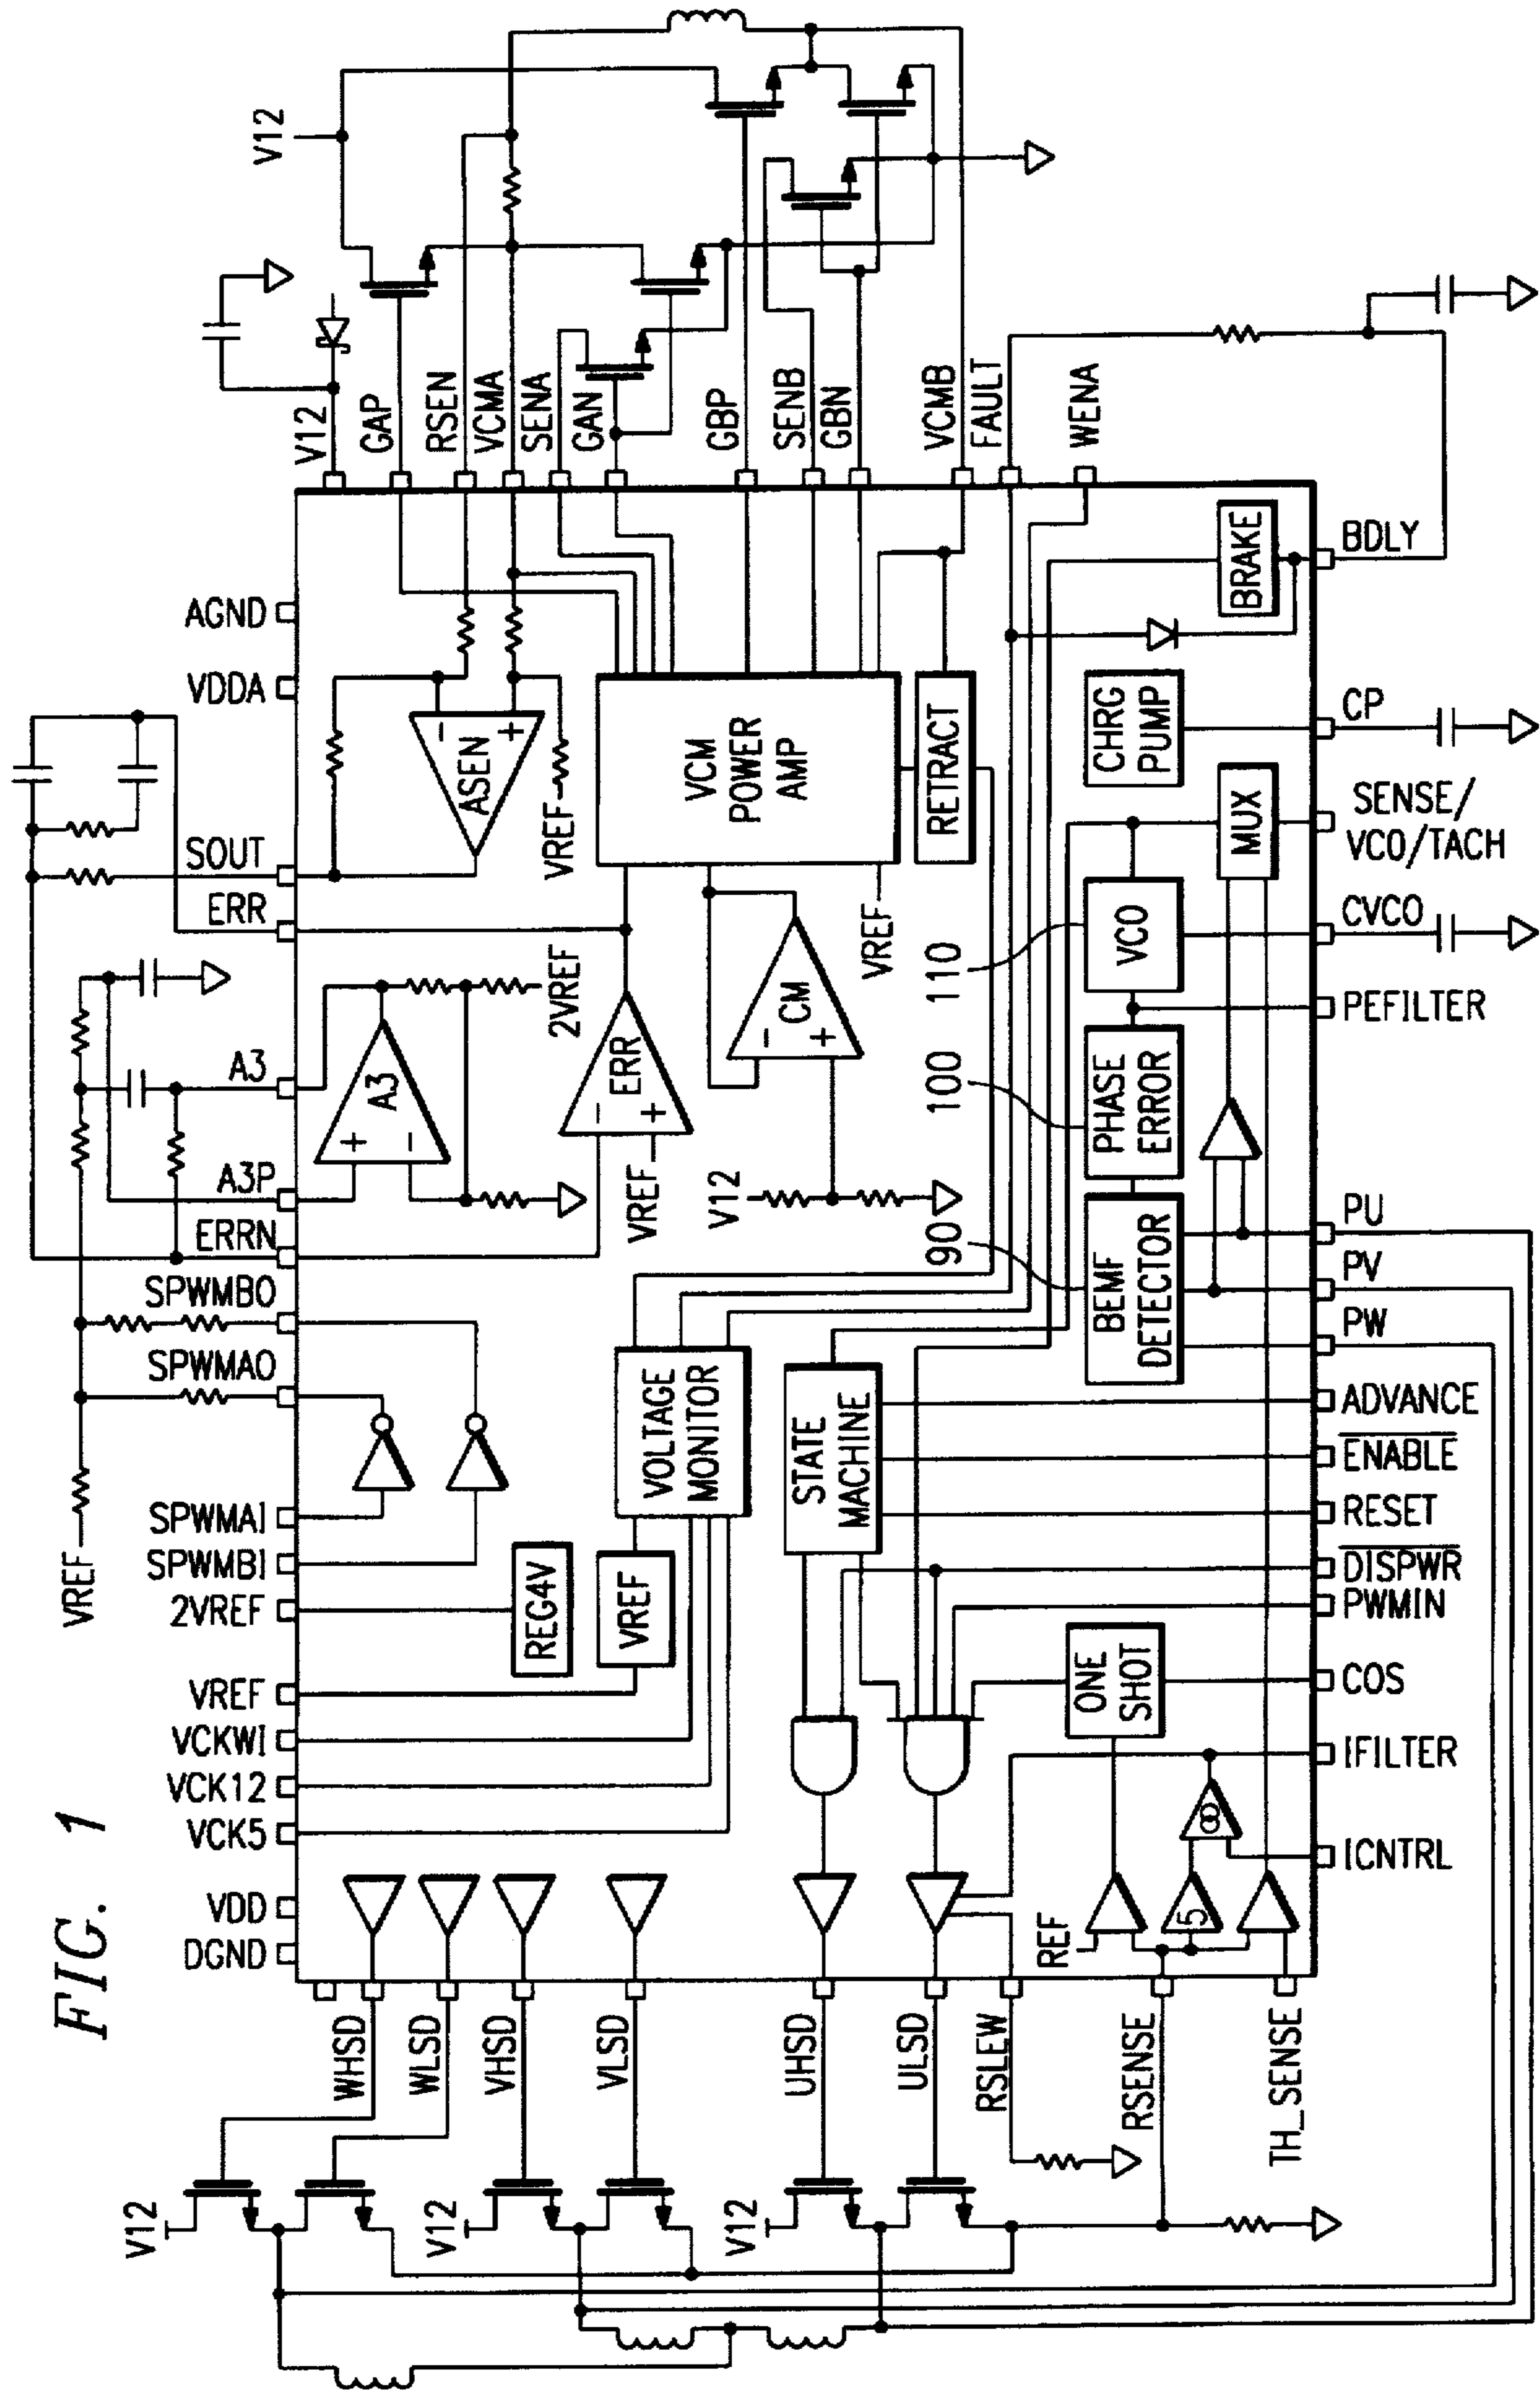 FIG. 1
V12
V12
V12
V12
V12
WHSD
WLSD
VHSD
VLSD
UHSD
ULSD
RSLEW
RSENSE
TH_SENSE
DGND
VDD
VCK5
VCK12
VCKWI
VREF
2VREF
SPWMBI
SPWMAI
VREF
SPWMAO
SPWMBO
ERRN
A3P
A3
ERR
SOUT
VDDA
AGND
V12
GAP
RSEN
VCMA
SENA
GAN
GBP
SENB
GBN
VCMB
FAULT
WENA
REG4V
VREF
VOLTAGE
MONITOR
STATE
MACHINE
+
A3
-
2VREF
-
ERR
+
VREF
-
CM
+
V12
VREF
-
ASEN
+
VREF
VCM
POWER
AMP
RETRACT
BRAKE
CHRG
PUMP
MUX
VCO
110
PHASE
ERROR
100
BEMF
DETECTOR
90
ONE
SHOT
REF
5
ICNTRL
IFILTER
COS
PWMIN
DISPWR
RESET
ENABLE
ADVANCE
PW
PV
PU
PEFILTER
CVCO
SENSE/
VCO/TACH
CP
BDLY